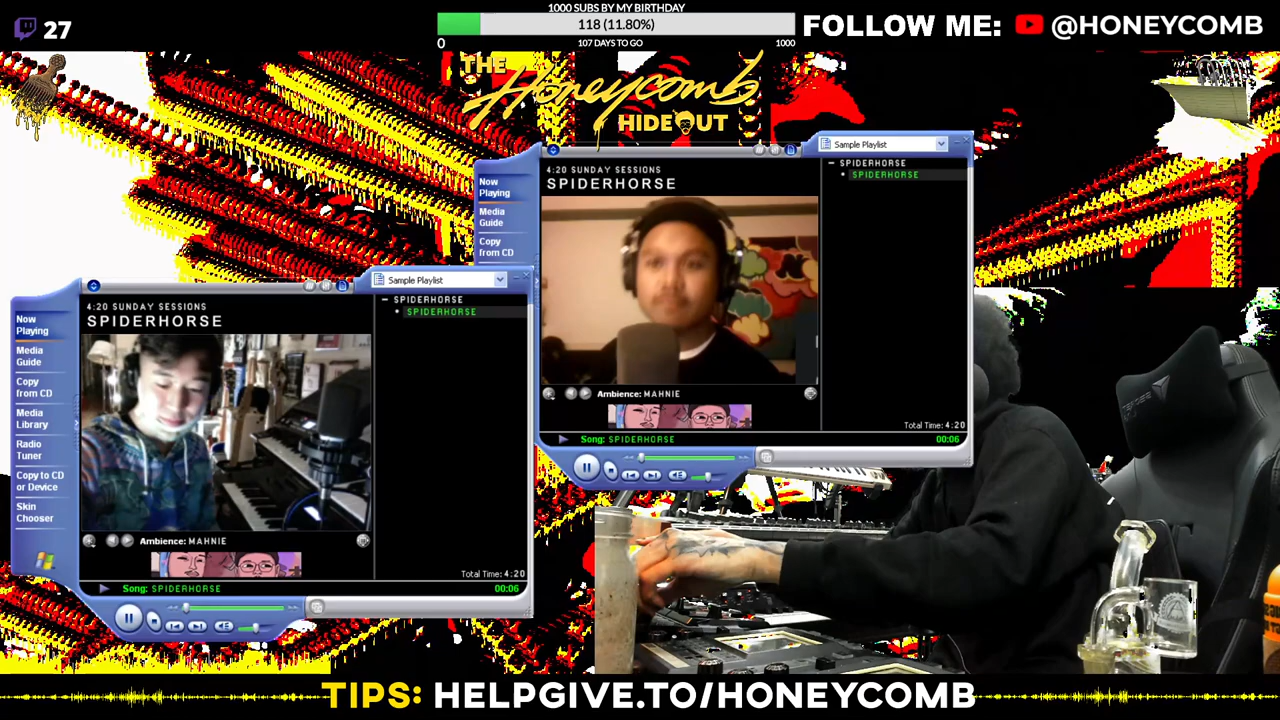 27
1000 SUBS BY MY BIRTHDAY
118 (11.80%)
0
107 DAYS TO GO
1000
FOLLOW ME: @HONEYCOMB
THE
Honeycomb
HIDEOUT
Sample Playlist
4:20 SUNDAY SESSIONS
SPIDERHORSE
SPIDERHORSE
SPIDERHORSE
Now
Playing
Media
Guide
Copy
from CD
Ambience: MAHNIE
Total Time: 4:20
Song: SPIDERHORSE
00:06
Sample Playlist
4:20 SUNDAY SESSIONS
SPIDERHORSE
SPIDERHORSE
SPIDERHORSE
Now
Playing
Media
Guide
Copy
from CD
Media
Library
Radio
Tuner
Copy to CD
or Device
Skin
Chooser
Ambience: MAHNIE
Total Time: 4:20
Song: SPIDERHORSE
00:06
TIPS: HELPGIVE.TO/HONEYCOMB